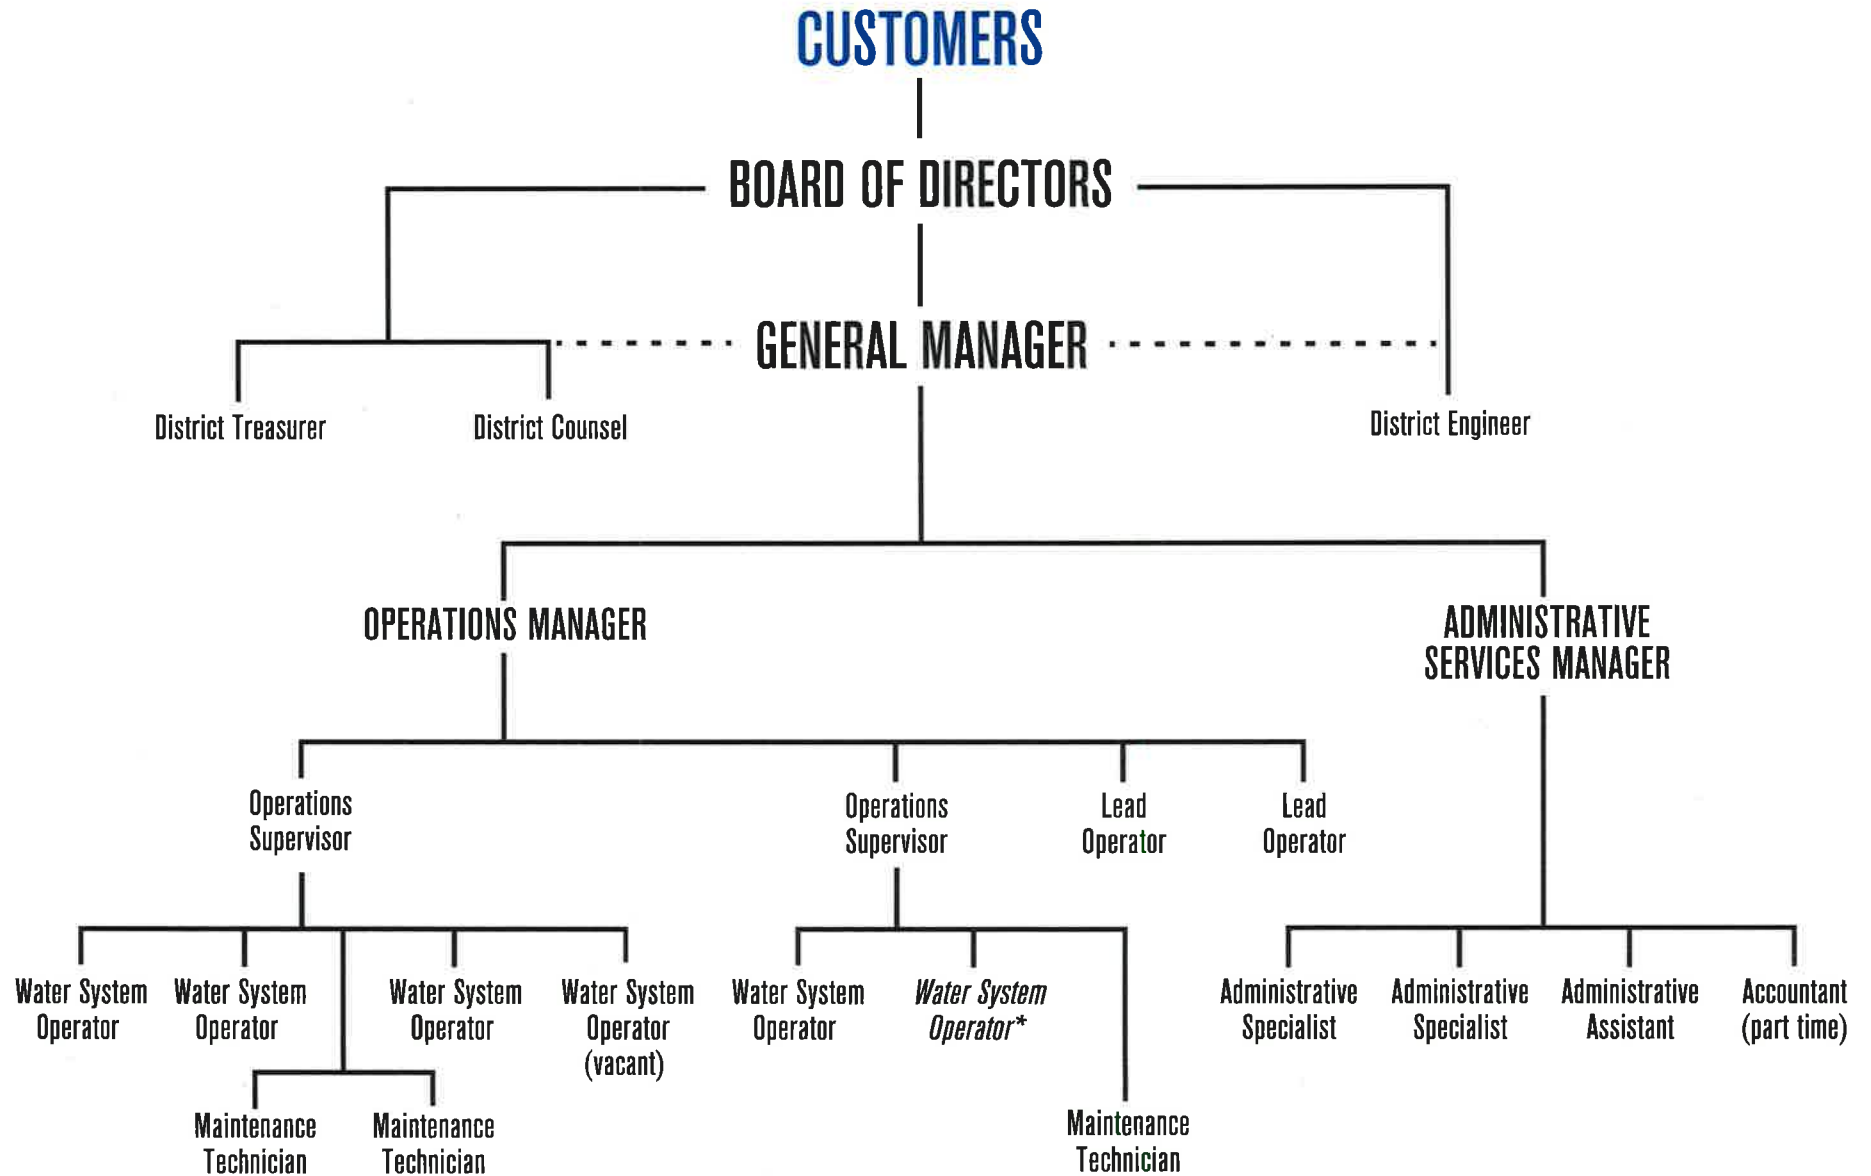 CUSTOMERS
BOARD OF DIRECTORS
GENERAL MANAGER
District Treasurer
District Counsel
District Engineer
OPERATIONS MANAGER
ADMINISTRATIVE
SERVICES MANAGER
Operations
Supervisor
Operations
Supervisor
Lead
Operator
Lead
Operator
Water System
Operator
Water System
Operator
Water System
Operator
Water System
Operator
(vacant)
Water System
Operator
Water System
Operator*
Administrative
Specialist
Administrative
Specialist
Administrative
Assistant
Accountant
(part time)
Maintenance
Technician
Maintenance
Technician
Maintenance
Technician